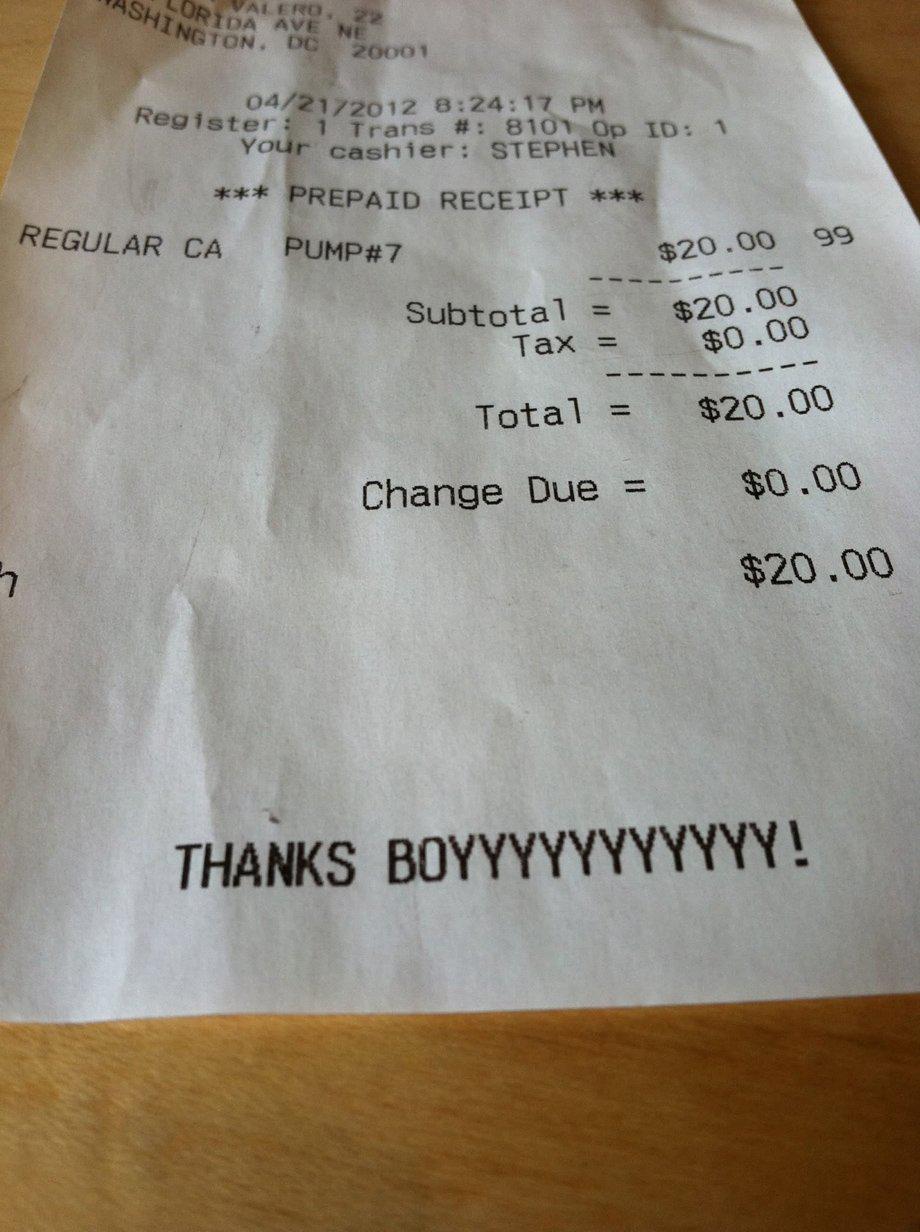 VALERO, 22
LORIDA AVE NE
WASHINGTON, DC 20001
04/21/2012 8:24:17 PM
Register: 1 Trans #: 8101 Op ID: 1
Your cashier: STEPHEN
*** PREPAID RECEIPT ***
REGULAR CA PUMP#7 $20.00 99
----------
Subtotal = $20.00
Tax = $0.00
----------
Total = $20.00
Change Due = $0.00
h $20.00
THANKS BOYYYYYYYYYYY!